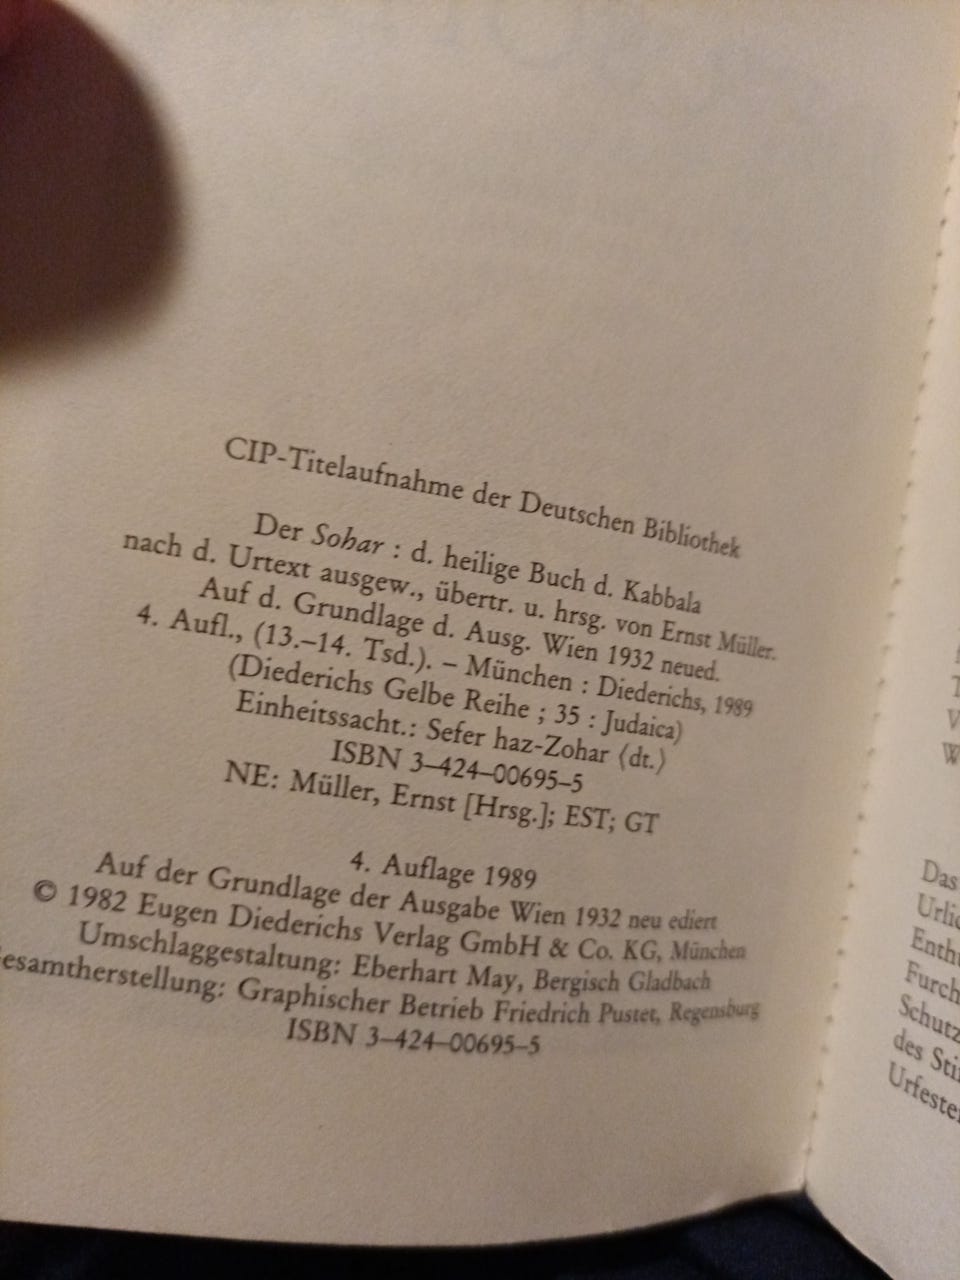 CIP-Titelaufnahme der Deutschen Bibliothek
Der Sohar : d. heilige Buch d. Kabbala
nach d. Urtext ausgew., übertr. u. hrsg. von Ernst Müller.
Auf d. Grundlage d. Ausg. Wien 1932 neued.
4. Aufl., (13.–14. Tsd.). – München : Diederichs, 1989
(Diederichs Gelbe Reihe ; 35 : Judaica)
Einheitssacht.: Sefer haz-Zohar ⟨dt.⟩
ISBN 3–424–00695–5
NE: Müller, Ernst [Hrsg.]; EST; GT
4. Auflage 1989
Auf der Grundlage der Ausgabe Wien 1932 neu ediert
© 1982 Eugen Diederichs Verlag GmbH & Co. KG, München
Umschlaggestaltung: Eberhart May, Bergisch Gladbach
esamtherstellung: Graphischer Betrieb Friedrich Pustet, Regensburg
ISBN 3–424–00695–5
Das
Urlic
Enthü
Furch
Schutz
des Sti
Urfeste